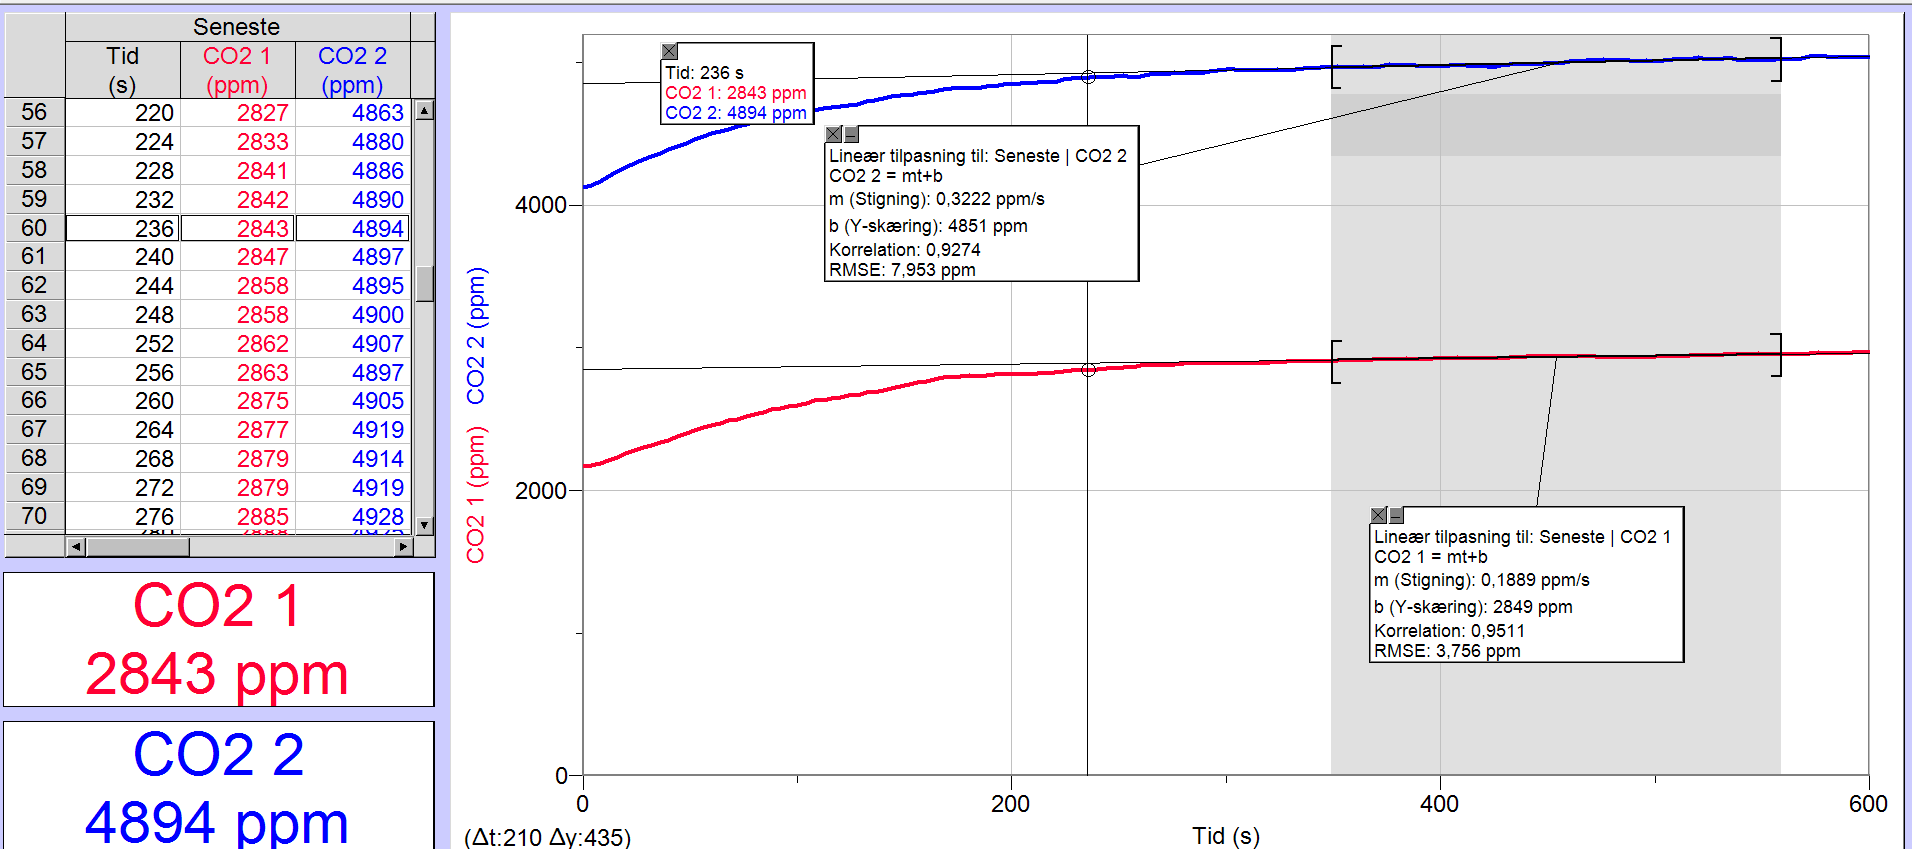 Seneste
Tid CO2 1 CO2 2
(s) (ppm) (ppm)
56 220 2827 4863
57 224 2833 4880
58 228 2841 4886
59 232 2842 4890
60 236 2843 4894
61 240 2847 4897
62 244 2858 4895
63 248 2858 4900
64 252 2862 4907
65 256 2863 4897
66 260 2875 4905
67 264 2877 4919
68 268 2879 4914
69 272 2879 4919
70 276 2885 4928
CO2 1
2843 ppm
CO2 2
4894 ppm
CO2 1 (ppm) CO2 2 (ppm)
4000
2000
0
0 200 400 600
Tid (s)
(Δt:210 Δy:435)
Tid: 236 s
CO2 1: 2843 ppm
CO2 2: 4894 ppm
Lineær tilpasning til: Seneste | CO2 2
CO2 2 = mt+b
m (Stigning): 0,3222 ppm/s
b (Y-skæring): 4851 ppm
Korrelation: 0,9274
RMSE: 7,953 ppm
Lineær tilpasning til: Seneste | CO2 1
CO2 1 = mt+b
m (Stigning): 0,1889 ppm/s
b (Y-skæring): 2849 ppm
Korrelation: 0,9511
RMSE: 3,756 ppm